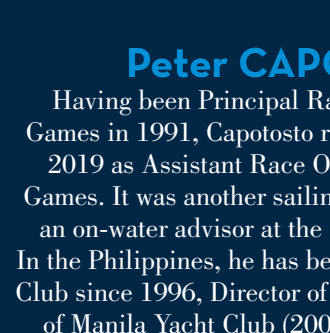 Peter CAPO
Having been Principal Ra
Games in 1991, Capotosto r
2019 as Assistant Race O
Games. It was another sailin
an on-water advisor at the
In the Philippines, he has be
Club since 1996, Director of
of Manila Yacht Club (200